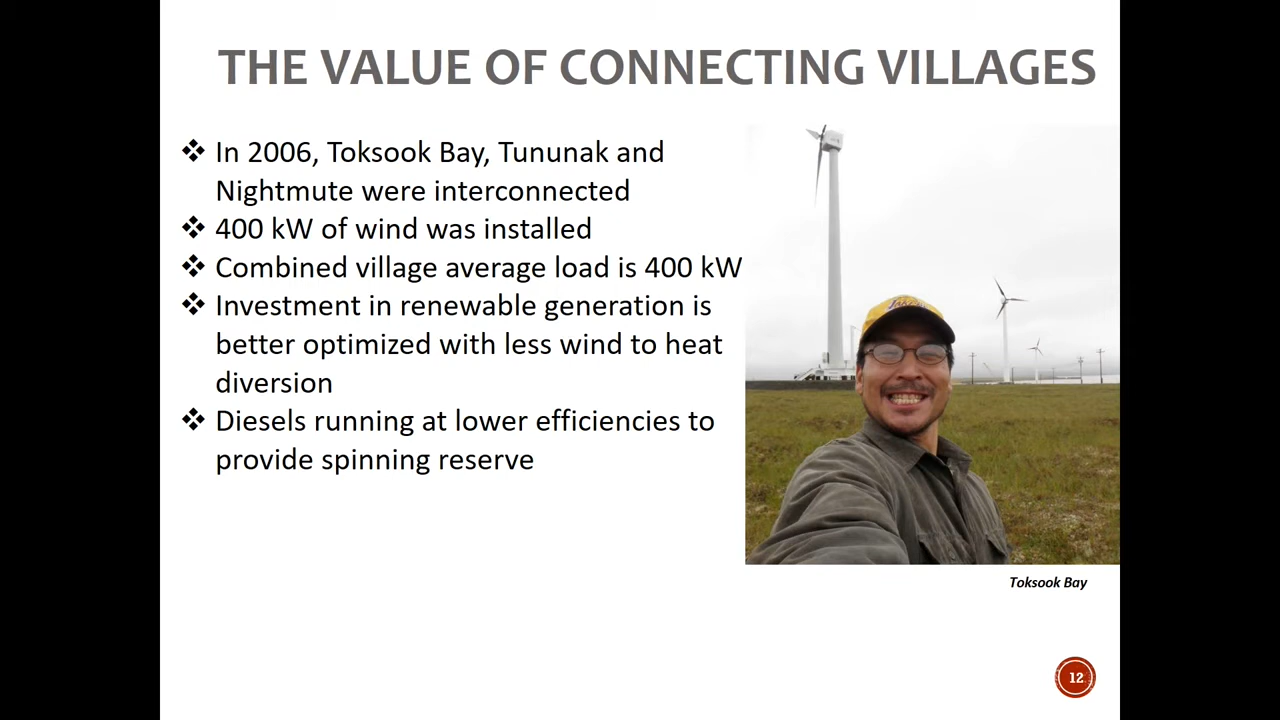 THE VALUE OF CONNECTING VILLAGES
❖ In 2006, Toksook Bay, Tununak and
Nightmute were interconnected
❖ 400 kW of wind was installed
❖ Combined village average load is 400 kW
❖ Investment in renewable generation is
better optimized with less wind to heat
diversion
❖ Diesels running at lower efficiencies to
provide spinning reserve
Toksook Bay
12